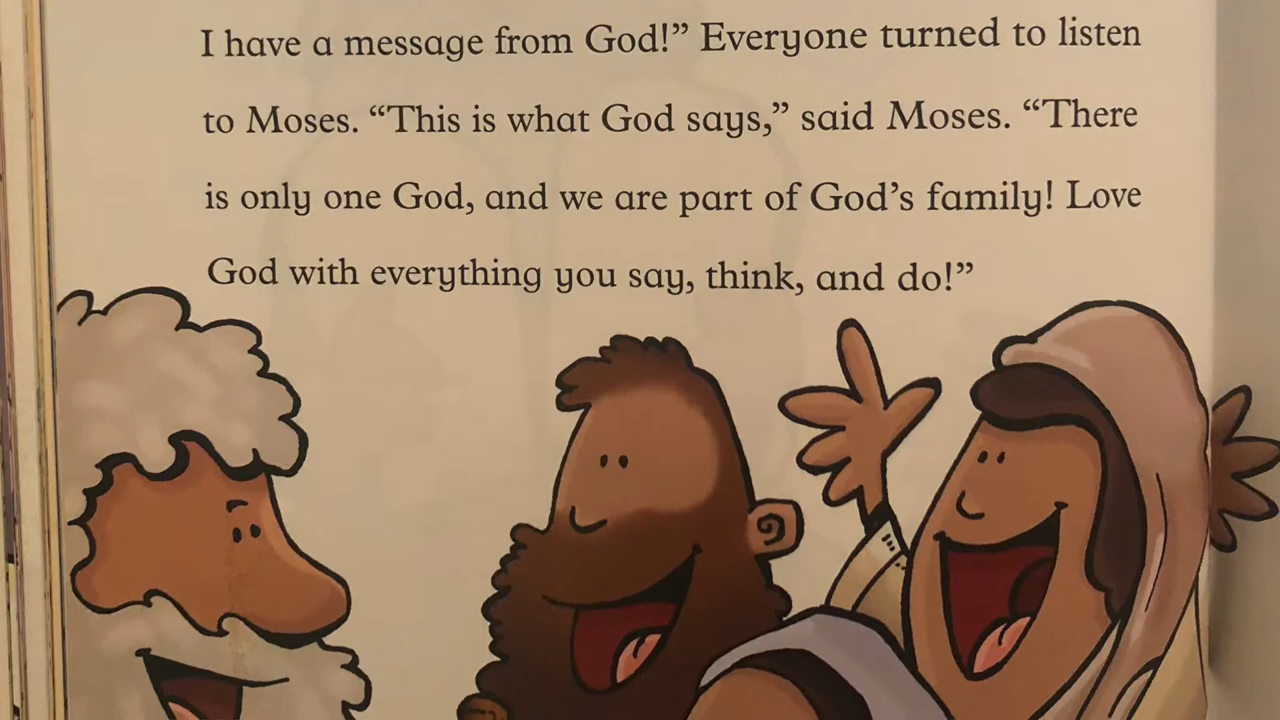 I have a message from God!” Everyone turned to listen
to Moses. “This is what God says,” said Moses. “There
is only one God, and we are part of God’s family! Love
God with everything you say, think, and do!”